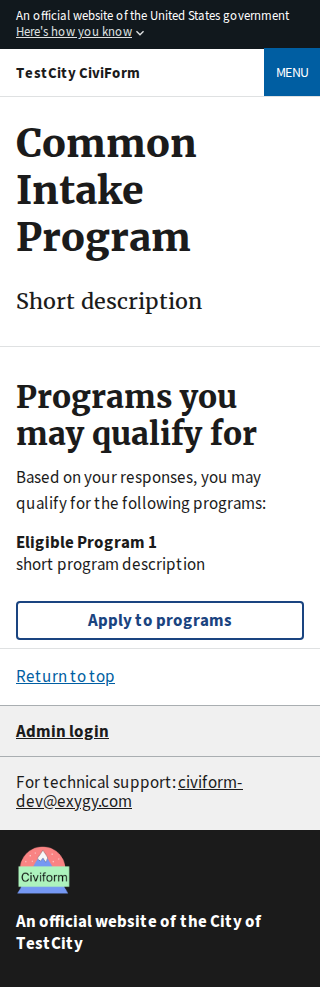 An official website of the United States government
Here's how you know
TestCity CiviForm
MENU
Common
Intake
Program
Short description
Programs you
may qualify for
Based on your responses, you may
qualify for the following programs:
Eligible Program 1
short program description
Apply to programs
Return to top
Admin login
For technical support: civiform-
dev@exygy.com
Civiform
An official website of the City of
TestCity